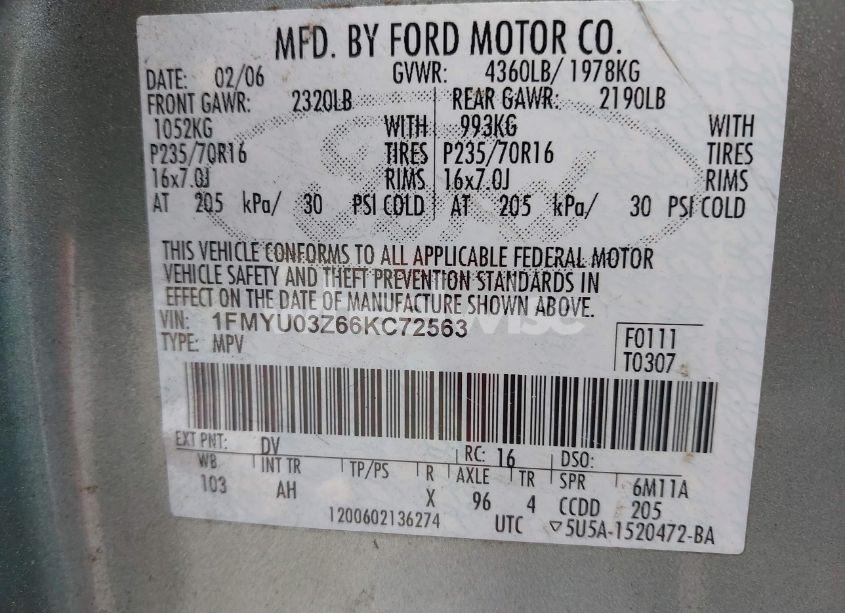 MFD. BY FORD MOTOR CO.
DATE: 02/06 GVWR: 4360LB/ 1978KG
FRONT GAWR: 2320LB REAR GAWR: 2190LB
1052KG WITH 993KG WITH
P235/70R16 TIRES P235/70R16 TIRES
16x7.0J RIMS 16x7.0J RIMS
AT 205 kPa/ 30 PSI COLD AT 205 kPa/ 30 PSI COLD
THIS VEHICLE CONFORMS TO ALL APPLICABLE FEDERAL MOTOR
VEHICLE SAFETY AND THEFT PREVENTION STANDARDS IN
EFFECT ON THE DATE OF MANUFACTURE SHOWN ABOVE.
VIN: 1FMYU03Z66KC72563
TYPE: MPV
F0111
T0307
EXT PNT: DV RC: 16 DSO:
WB INT TR TP/PS R AXLE TR SPR 6M11A
103 AH X 96 4 CCDD 205
1200602136274 UTC ▽5U5A-1520472-BA